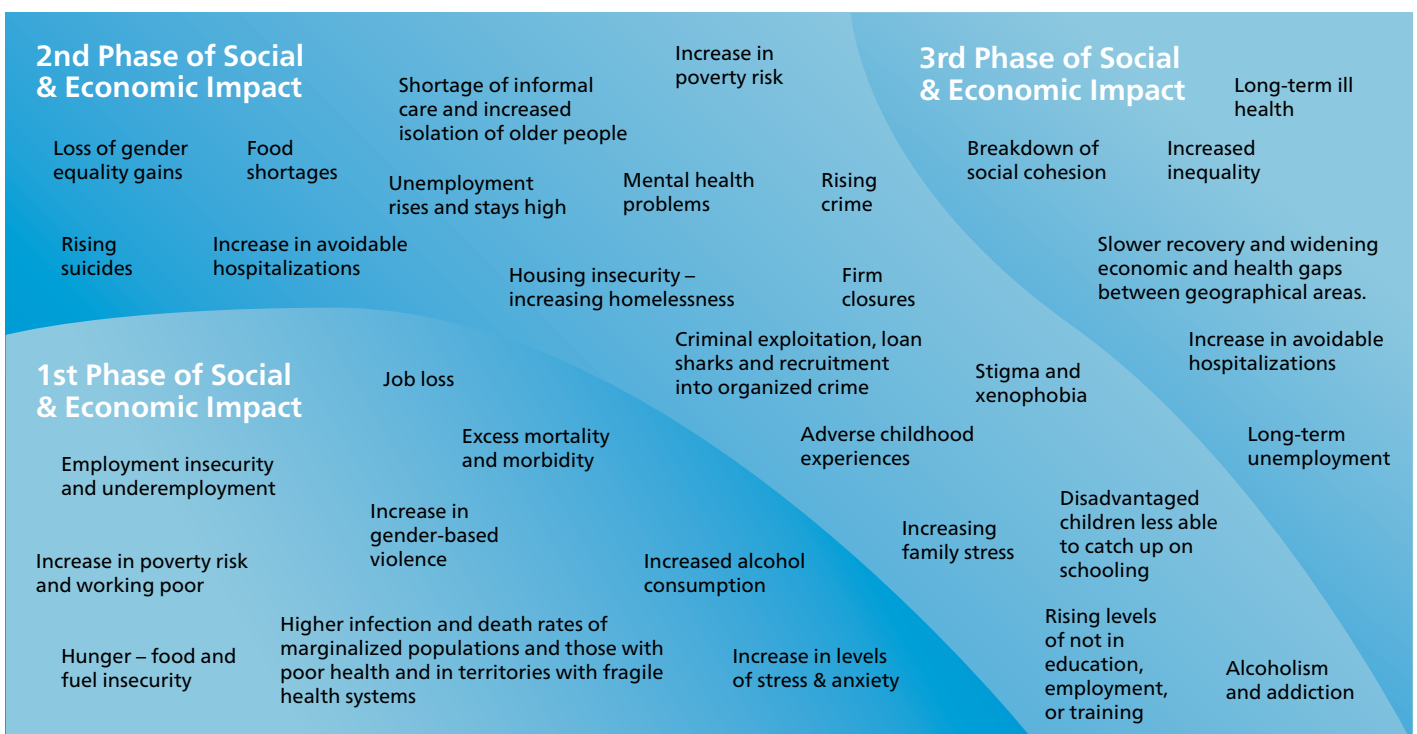 2nd Phase of Social
& Economic Impact
Increase in
poverty risk
Shortage of informal
care and increased
isolation of older people
Loss of gender
equality gains
Food
shortages
Unemployment
rises and stays high
Mental health
problems
Rising
crime
Rising
suicides
Increase in avoidable
hospitalizations
Housing insecurity –
increasing homelessness
Firm
closures
Criminal exploitation, loan
sharks and recruitment
into organized crime
Stigma and
xenophobia
Adverse childhood
experiences
Increasing
family stress
Disadvantaged
children less able
to catch up on
schooling
Rising levels
of not in
education,
employment,
or training
3rd Phase of Social
& Economic Impact
Long-term ill
health
Breakdown of
social cohesion
Increased
inequality
Slower recovery and widening
economic and health gaps
between geographical areas.
Increase in avoidable
hospitalizations
Long-term
unemployment
Alcoholism
and addiction
1st Phase of Social
& Economic Impact
Job loss
Excess mortality
and morbidity
Employment insecurity
and underemployment
Increase in
gender-based
violence
Increase in poverty risk
and working poor
Increased alcohol
consumption
Hunger – food and
fuel insecurity
Higher infection and death rates of
marginalized populations and those with
poor health and in territories with fragile
health systems
Increase in levels
of stress & anxiety